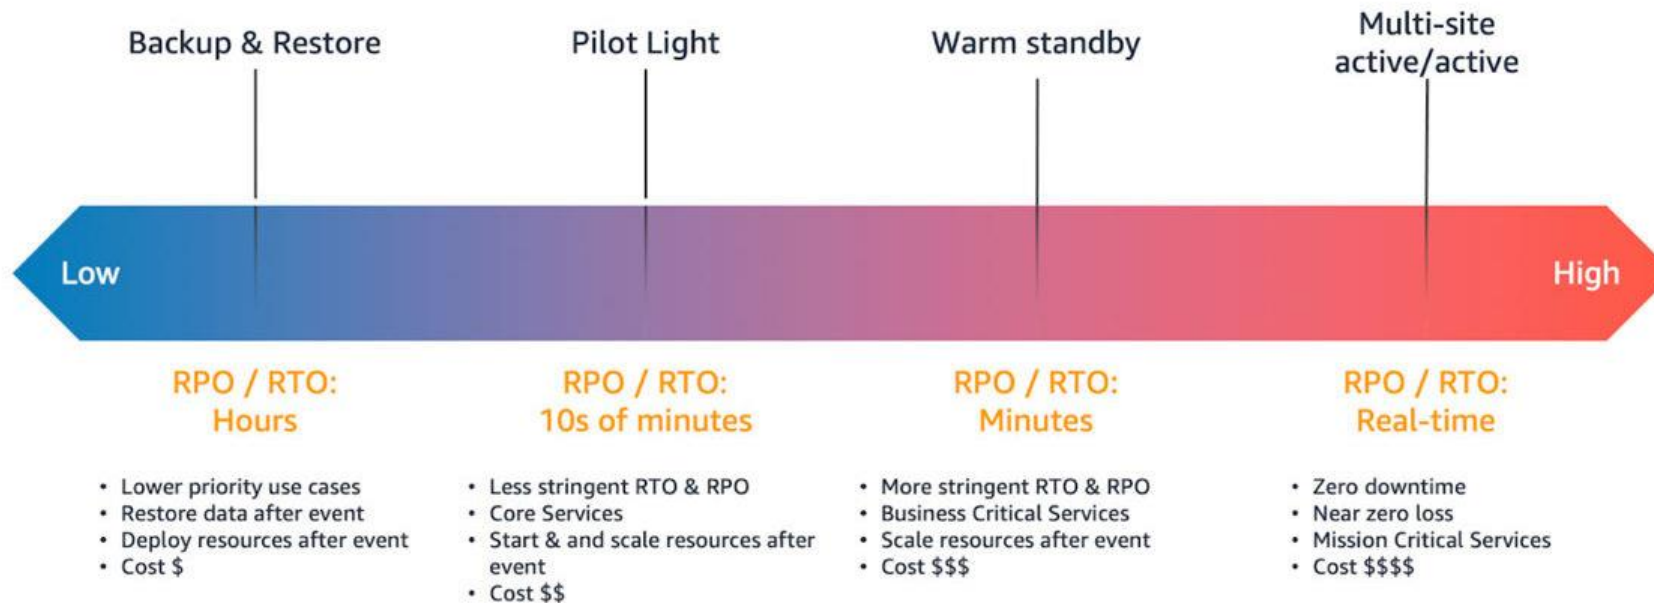 Backup & Restore
Pilot Light
Warm standby
Multi-site
active/active
Low
High
RPO / RTO:
Hours
RPO / RTO:
10s of minutes
RPO / RTO:
Minutes
RPO / RTO:
Real-time
• Lower priority use cases
• Restore data after event
• Deploy resources after event
• Cost $
• Less stringent RTO & RPO
• Core Services
• Start & and scale resources after
event
• Cost $$
• More stringent RTO & RPO
• Business Critical Services
• Scale resources after event
• Cost $$$
• Zero downtime
• Near zero loss
• Mission Critical Services
• Cost $$$$